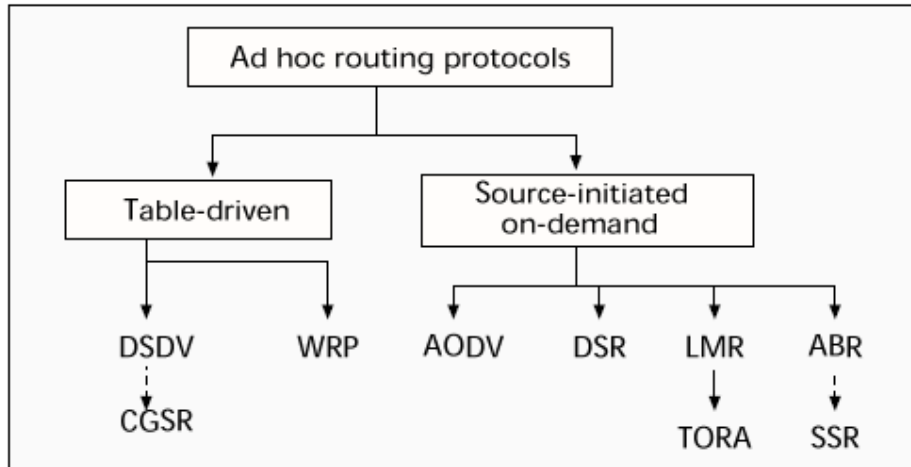 Ad hoc routing protocols
Table-driven
Source-initiated
on-demand
DSDV WRP AODV DSR LMR ABR
CGSR TORA SSR